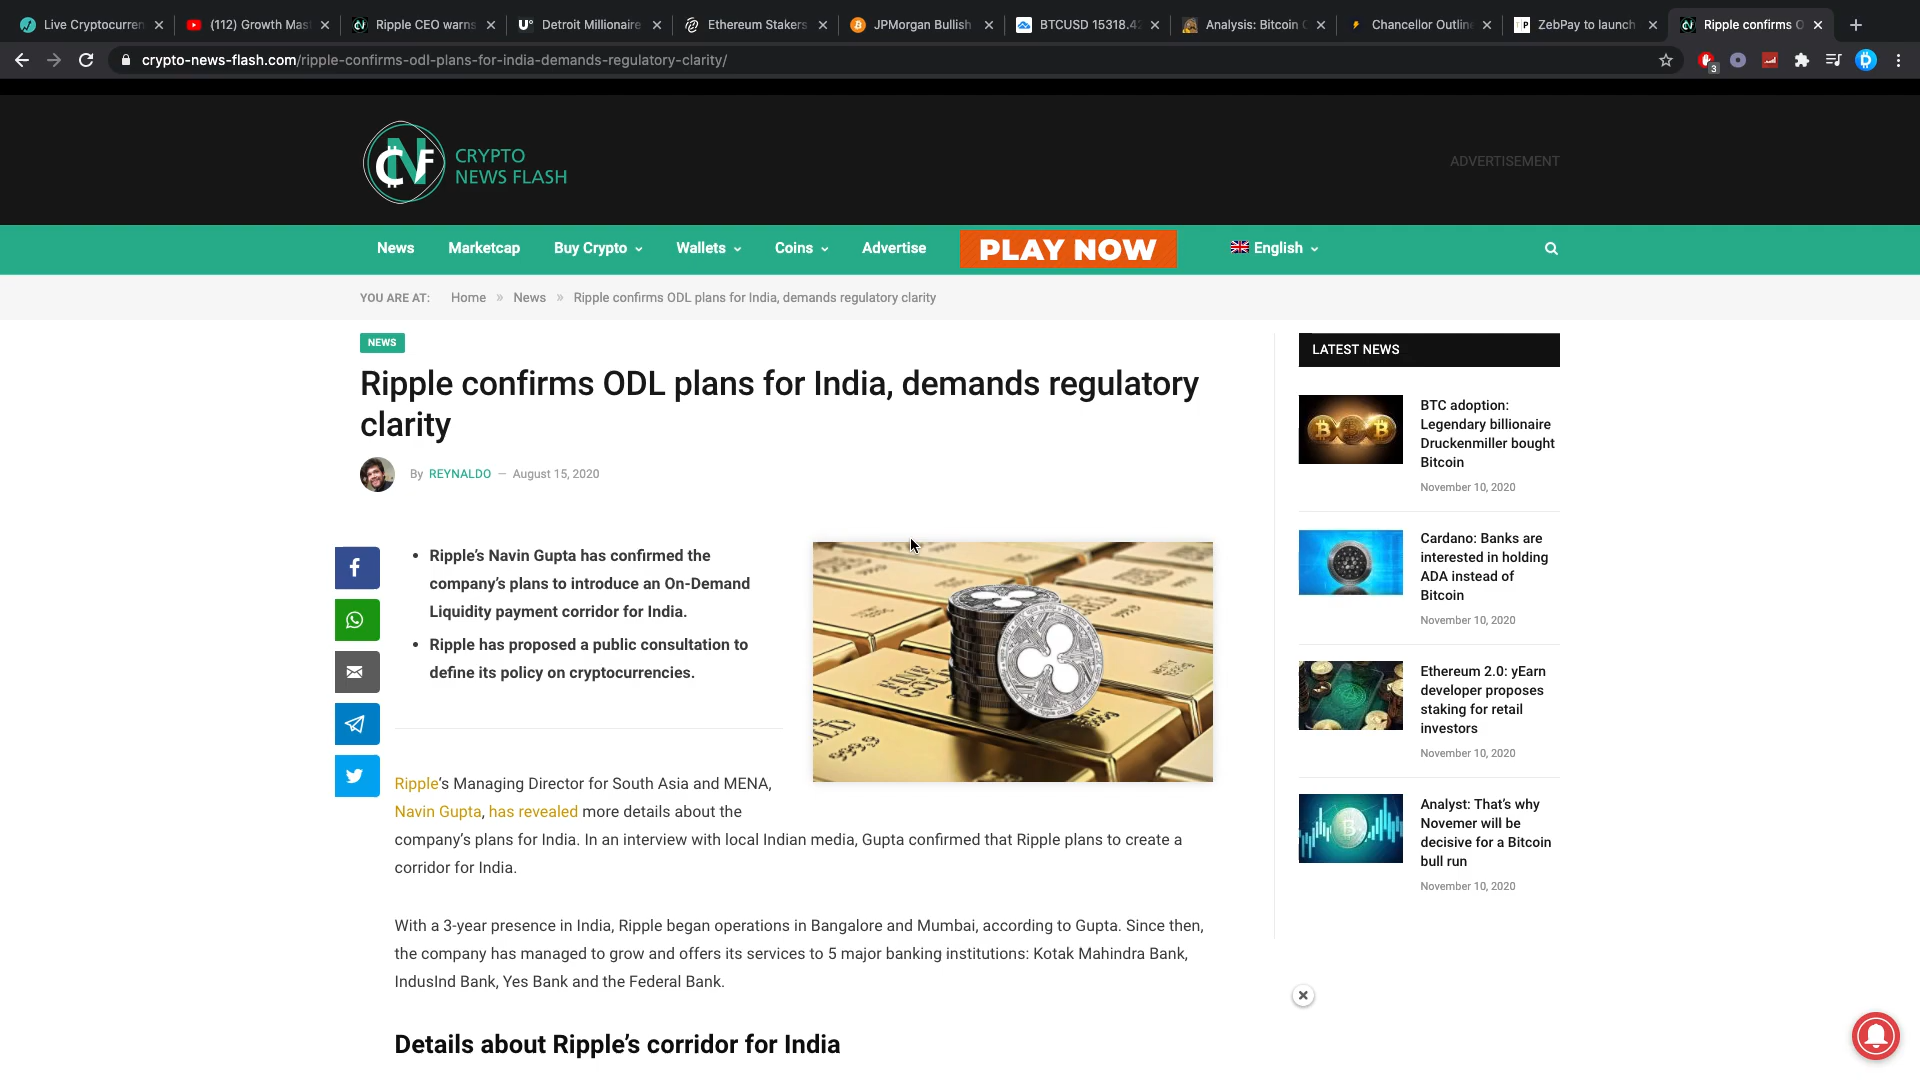 Live Cryptocurren
(112) Growth Mas
Ripple CEO warns
Detroit Millionaire
Ethereum Stakers
JPMorgan Bullish
BTCUSD 15318.4
Analysis: Bitcoin
Chancellor Outlin
ZebPay to launch
Ripple confirms O
crypto-news-flash.com/ripple-confirms-odl-plans-for-india-demands-regulatory-clarity/
3
CRYPTO
NEWS FLASH
ADVERTISEMENT
News
Marketcap
Buy Crypto
Wallets
Coins
Advertise
PLAY NOW
English
YOU ARE AT: Home » News » Ripple confirms ODL plans for India, demands regulatory clarity
NEWS
Ripple confirms ODL plans for India, demands regulatory
clarity
By REYNALDO — August 15, 2020
• Ripple’s Navin Gupta has confirmed the
company’s plans to introduce an On-Demand
Liquidity payment corridor for India.
• Ripple has proposed a public consultation to
define its policy on cryptocurrencies.
Ripple‘s Managing Director for South Asia and MENA,
Navin Gupta, has revealed more details about the
company’s plans for India. In an interview with local Indian media, Gupta confirmed that Ripple plans to create a
corridor for India.
With a 3-year presence in India, Ripple began operations in Bangalore and Mumbai, according to Gupta. Since then,
the company has managed to grow and offers its services to 5 major banking institutions: Kotak Mahindra Bank,
IndusInd Bank, Yes Bank and the Federal Bank.
Details about Ripple’s corridor for India
LATEST NEWS
BTC adoption:
Legendary billionaire
Druckenmiller bought
Bitcoin
November 10, 2020
Cardano: Banks are
interested in holding
ADA instead of
Bitcoin
November 10, 2020
Ethereum 2.0: yEarn
developer proposes
staking for retail
investors
November 10, 2020
Analyst: That’s why
Novemer will be
decisive for a Bitcoin
bull run
November 10, 2020